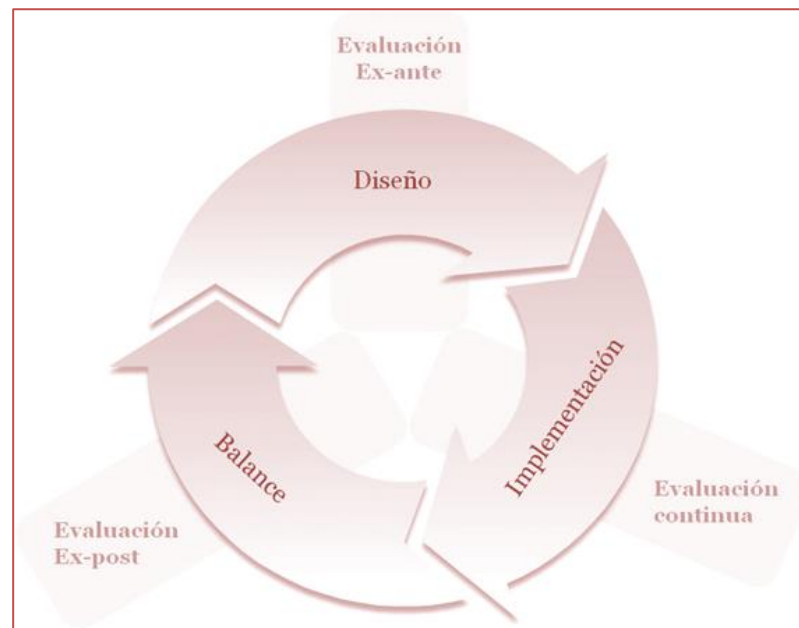 Evaluación
Ex-ante
Diseño
Implementación
Balance
Evaluación
continua
Evaluación
Ex-post